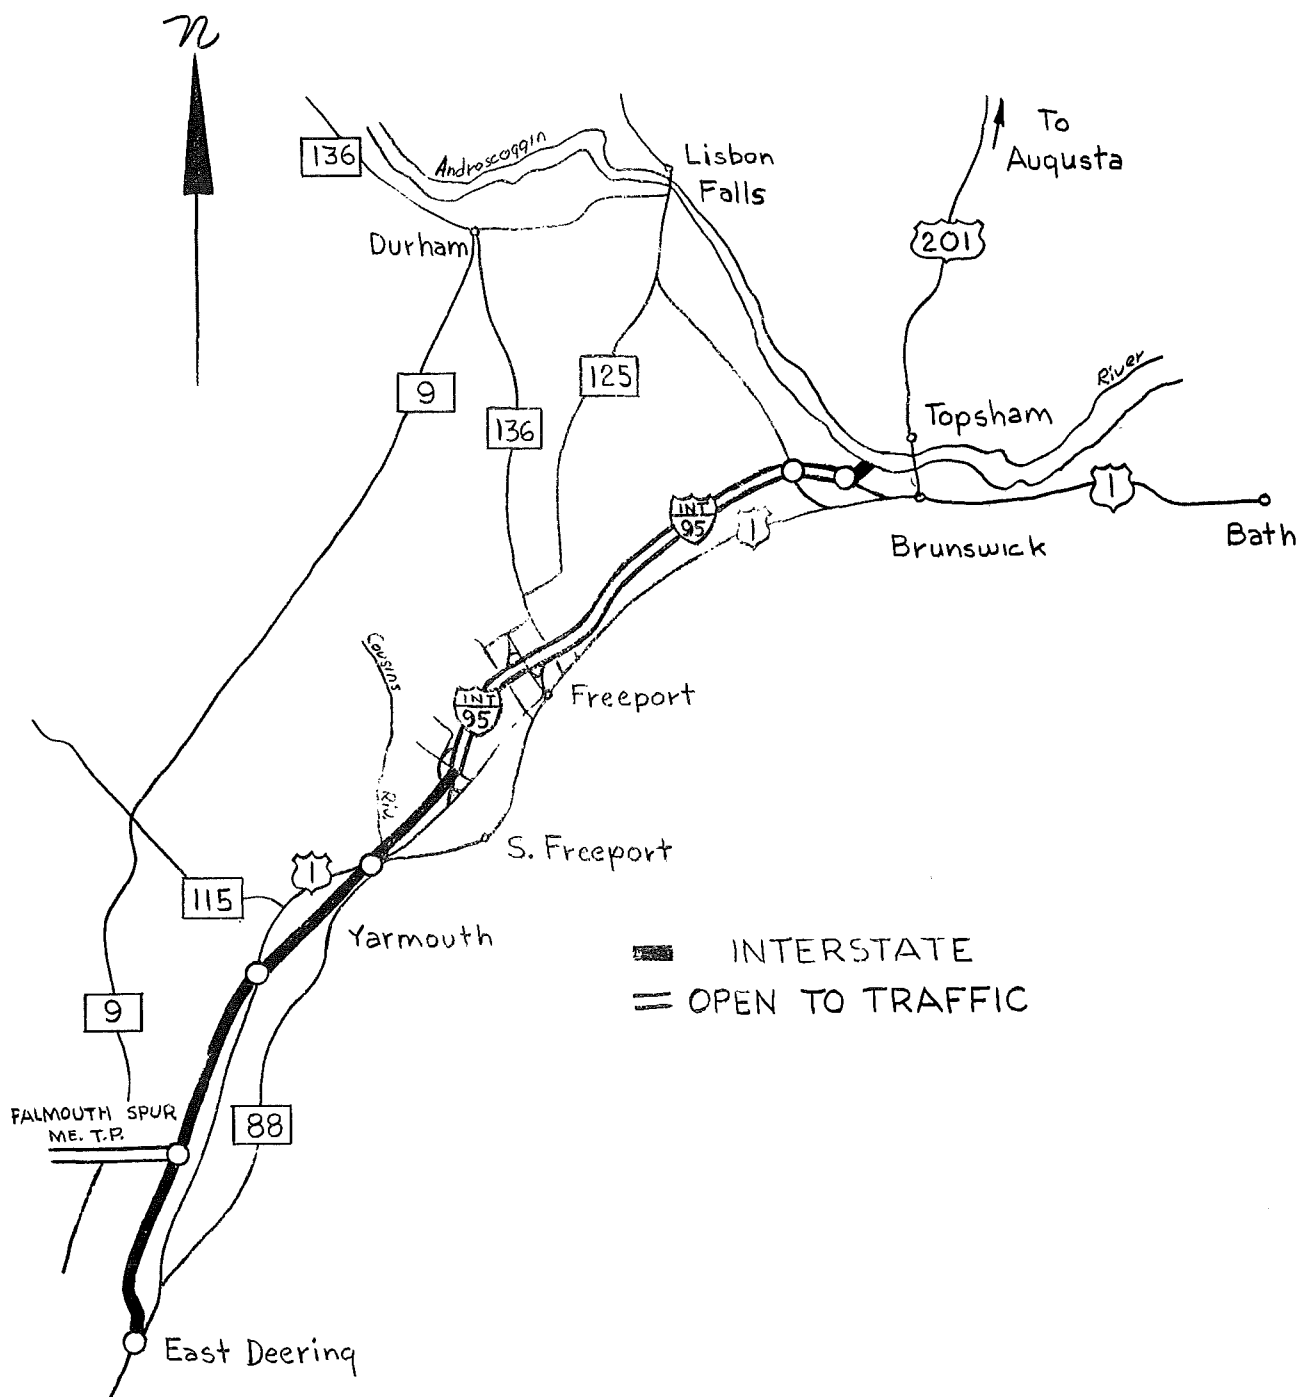 N
136
Androscoggin
Lisbon
Falls
To
Augusta
201
Durham
9
136
125
River
Topsham
1
Bath
INT
95
1
Brunswick
Cousins
INT
95
Freeport
Riv.
S. Freeport
1
115
Yarmouth
INTERSTATE
OPEN TO TRAFFIC
9
FALMOUTH SPUR
ME. T.P.
88
East Deering